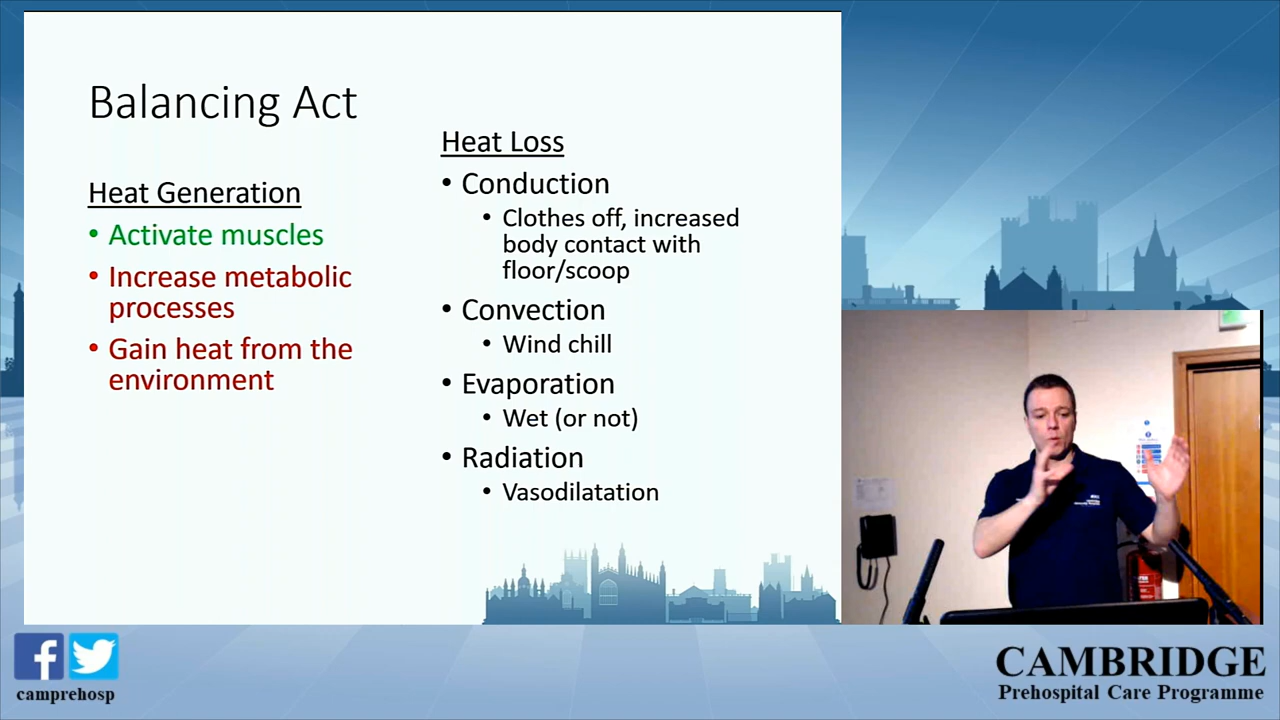 Balancing Act
Heat Generation
• Activate muscles
• Increase metabolic
processes
• Gain heat from the
environment
Heat Loss
• Conduction
• Clothes off, increased
body contact with
floor/scoop
• Convection
• Wind chill
• Evaporation
• Wet (or not)
• Radiation
• Vasodilatation
camprehosp
CAMBRIDGE
Prehospital Care Programme